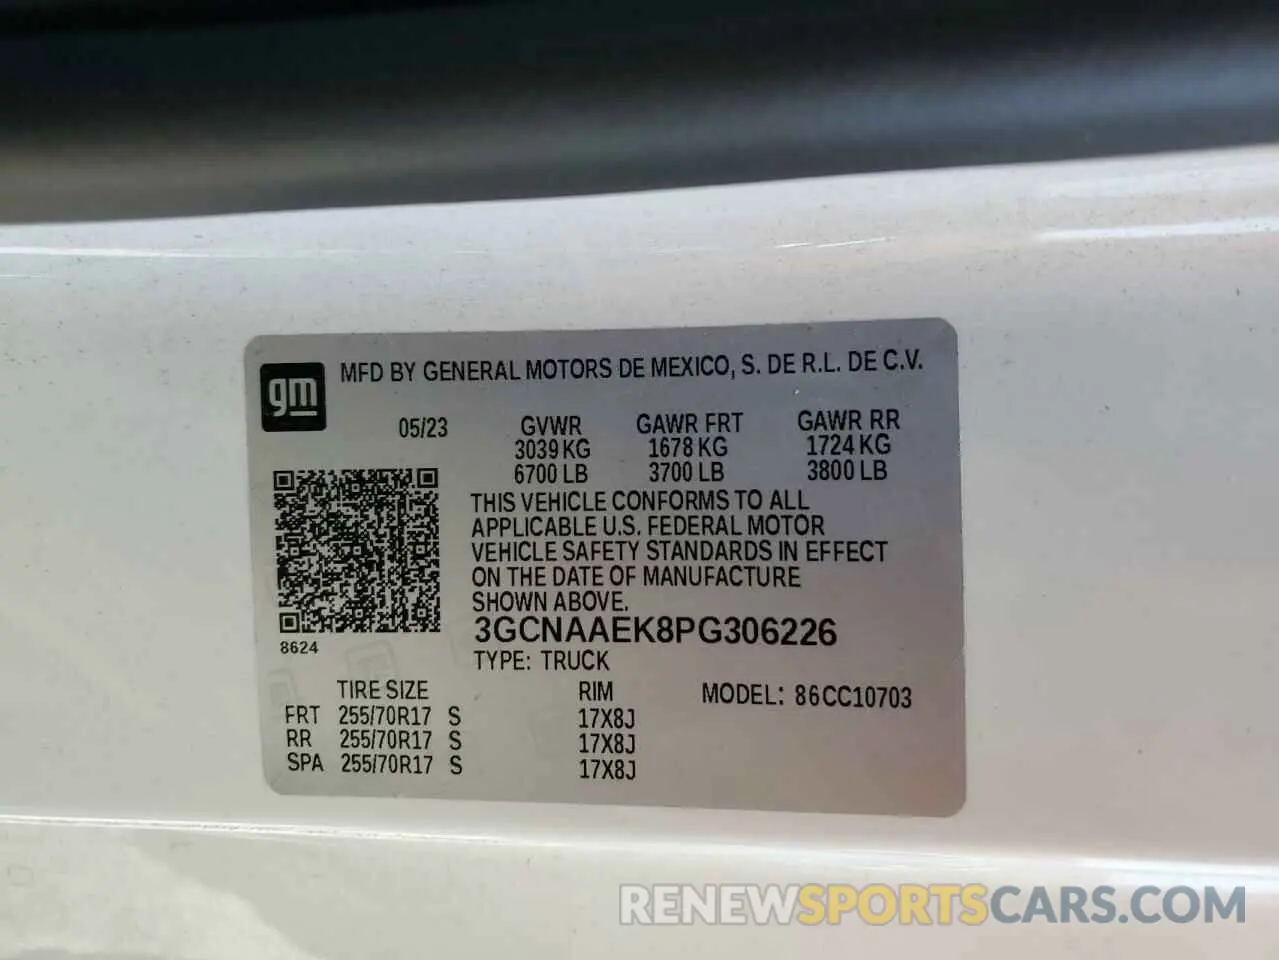 gm
MFD BY GENERAL MOTORS DE MEXICO, S. DE R.L. DE C.V.
05/23 GVWR GAWR FRT GAWR RR
3039 KG 1678 KG 1724 KG
6700 LB 3700 LB 3800 LB
THIS VEHICLE CONFORMS TO ALL
APPLICABLE U.S. FEDERAL MOTOR
VEHICLE SAFETY STANDARDS IN EFFECT
ON THE DATE OF MANUFACTURE
SHOWN ABOVE.
3GCNAAEK8PG306226
8624
TYPE: TRUCK
TIRE SIZE RIM MODEL: 86CC10703
FRT 255/70R17 S 17X8J
RR 255/70R17 S 17X8J
SPA 255/70R17 S 17X8J
RENEWSPORTSCARS.COM